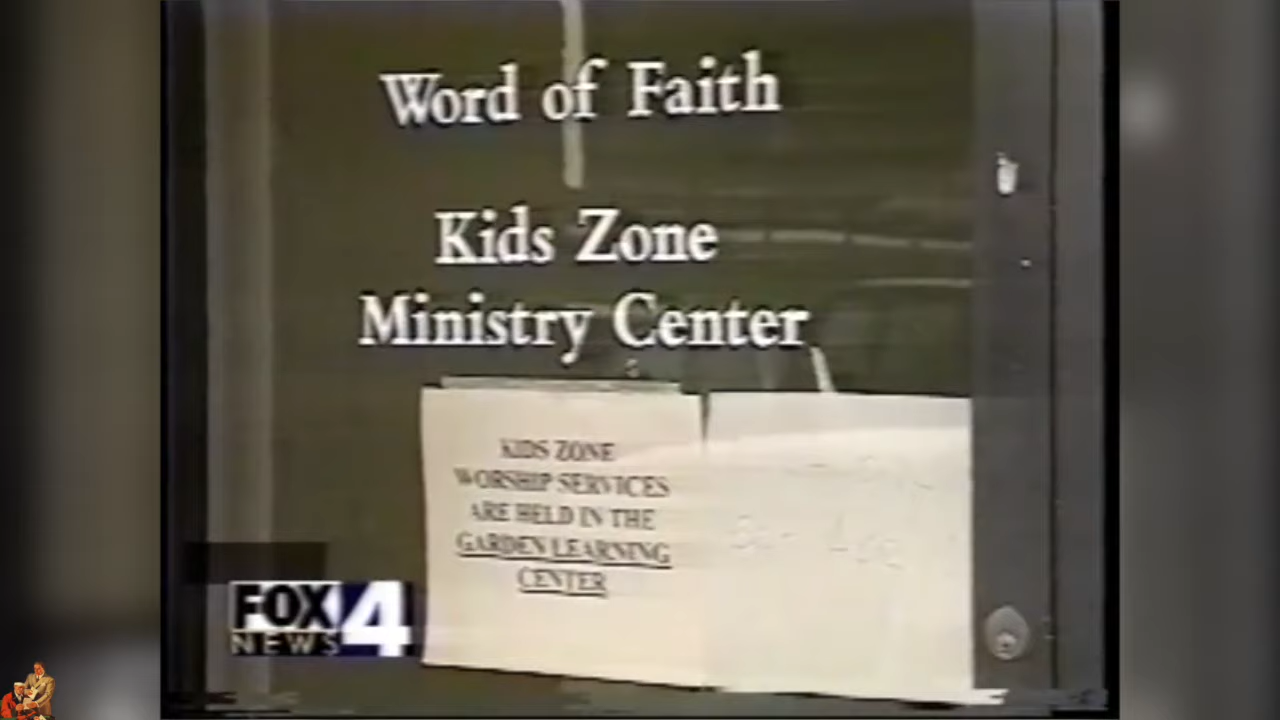 Word of Faith
Kids Zone
Ministry Center
KIDS ZONE
WORSHIP SERVICES
ARE HELD IN THE
GARDEN LEARNING
CENTER
FOX 4
NEWS